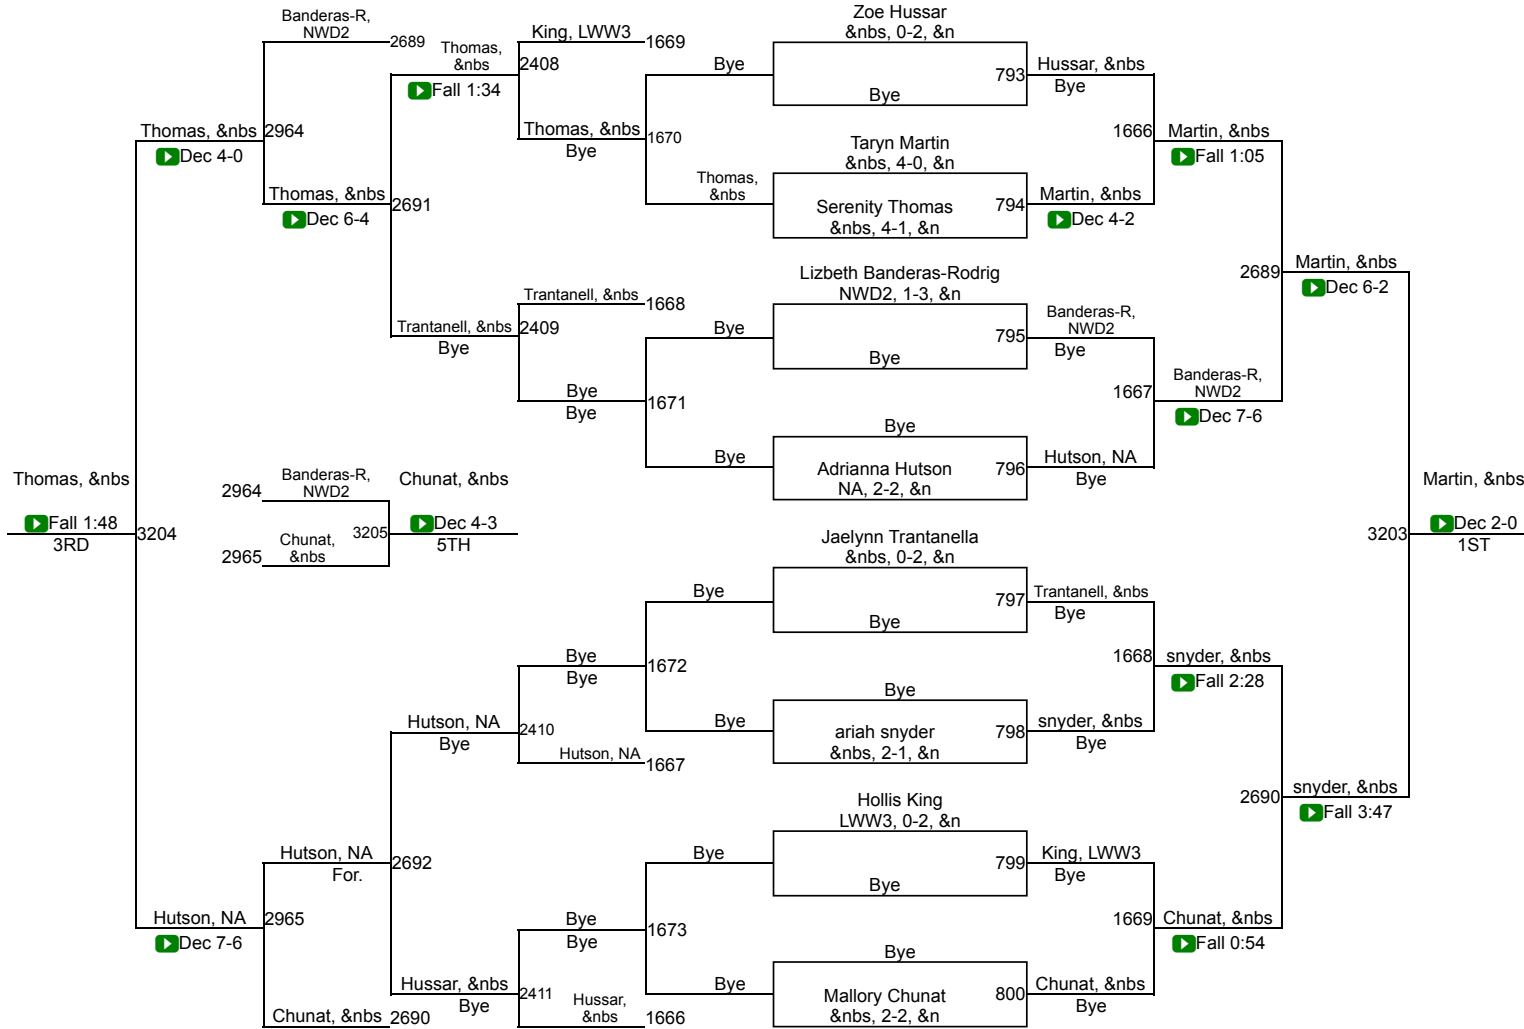 Banderas-R,
NWD2
2689
Thomas, &nbs
2964
Dec 4-0
Thomas, &nbs
Dec 6-4
2691
Thomas,
&nbs
Fall 1:34
2408
King, LWW3
1669
Thomas, &nbs
Bye
1670
Bye
Thomas,
&nbs
Trantanell, &nbs
Bye
2409
Trantanell, &nbs
1668
Bye
Bye
1671
Bye
Bye
Zoe Hussar
&nbs, 0-2, &n
793
Bye
Taryn Martin
&nbs, 4-0, &n
Serenity Thomas
&nbs, 4-1, &n
794
Lizbeth Banderas-Rodrig
NWD2, 1-3, &n
795
Bye
Bye
Adrianna Hutson
NA, 2-2, &n
796
Hussar, &nbs
Bye
1666
Martin, &nbs
Dec 4-2
Martin, &nbs
Fall 1:05
Banderas-R,
NWD2
Bye
1667
Hutson, NA
Bye
Banderas-R,
NWD2
Dec 7-6
2689
Martin, &nbs
Dec 6-2
Thomas, &nbs
Fall 1:48
3RD
3204
2964
Banderas-R,
NWD2
2965
Chunat,
&nbs
3205
Chunat, &nbs
Dec 4-3
5TH
3203
Martin, &nbs
Dec 2-0
1ST
Jaelynn Trantanella
&nbs, 0-2, &n
797
Bye
Bye
ariah snyder
&nbs, 2-1, &n
798
Hollis King
LWW3, 0-2, &n
799
Bye
Bye
Mallory Chunat
&nbs, 2-2, &n
800
Trantanell, &nbs
Bye
1668
snyder, &nbs
Bye
snyder, &nbs
Fall 2:28
King, LWW3
Bye
1669
Chunat, &nbs
Bye
Chunat, &nbs
Fall 0:54
2690
snyder, &nbs
Fall 3:47
Bye
1672
Bye
Bye
Bye
Hutson, NA
Bye
2410
Hutson, NA
1667
Hutson, NA
For.
2692
Hutson, NA
Dec 7-6
2965
Bye
1673
Bye
Bye
Bye
Hussar, &nbs
Bye
2411
Hussar,
&nbs
1666
Chunat, &nbs
2690